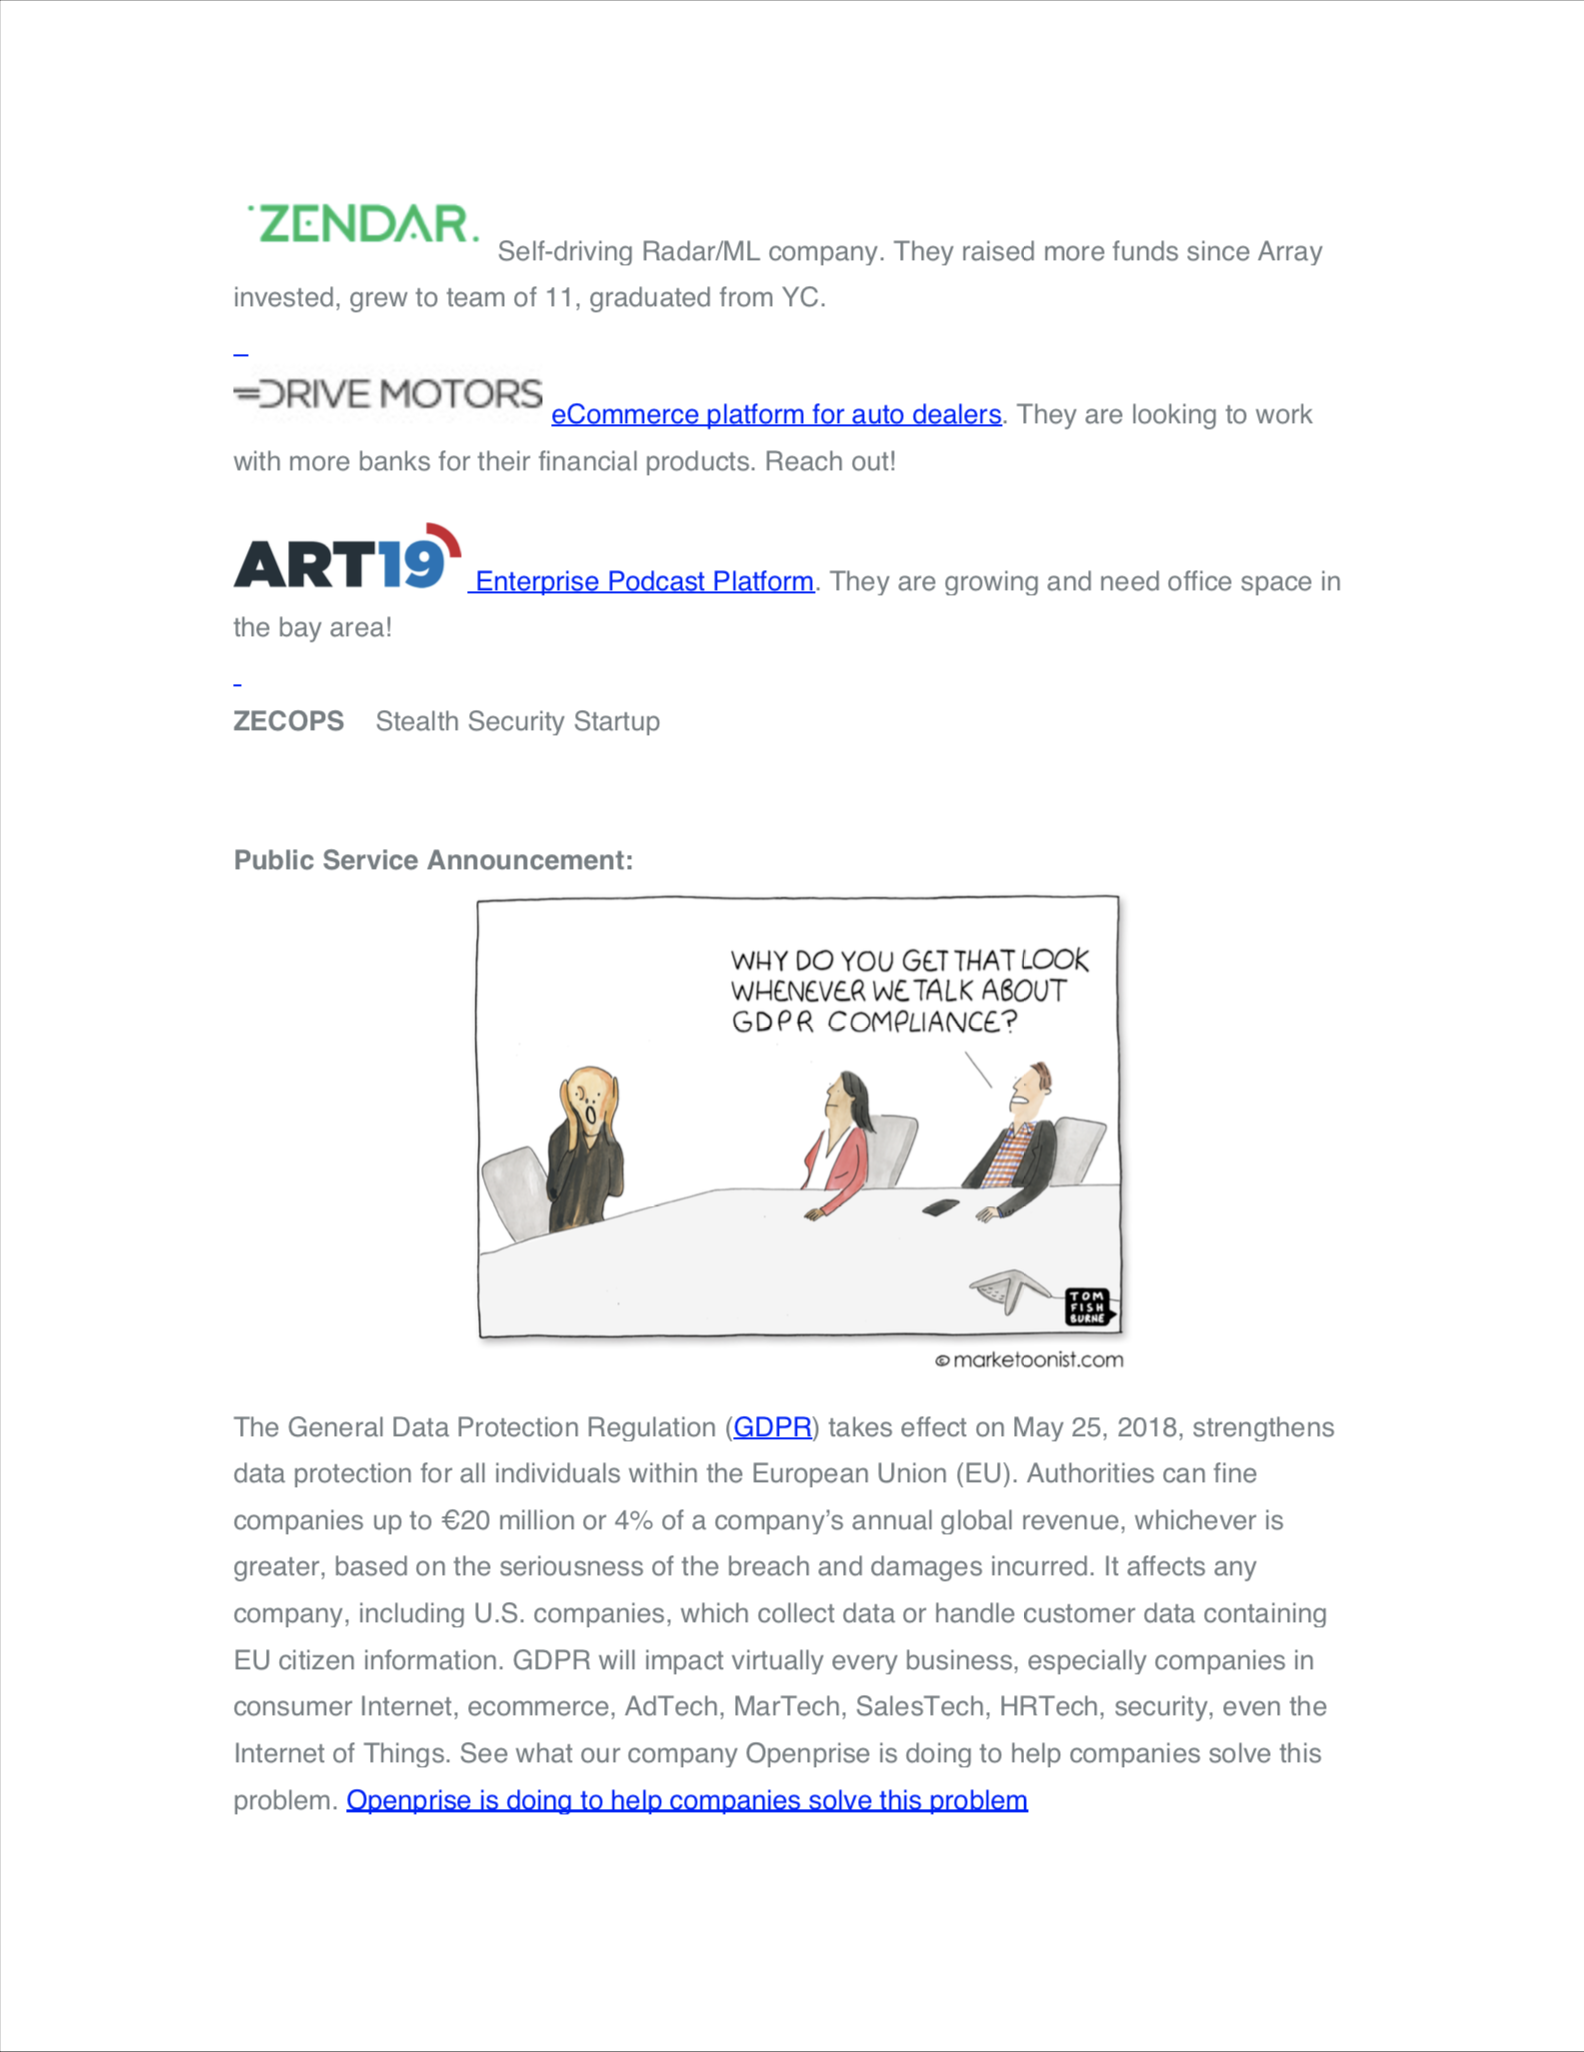 ZENDAR. Self-driving Radar/ML company. They raised more funds since Array
invested, grew to team of 11, graduated from YC.
DRIVE MOTORS eCommerce platform for auto dealers. They are looking to work
with more banks for their financial products. Reach out!
ART19 Enterprise Podcast Platform. They are growing and need office space in
the bay area!
ZECOPS Stealth Security Startup
Public Service Announcement:
WHY DO YOU GET THAT LOOK
WHENEVER WE TALK ABOUT
GDPR COMPLIANCE?
TOM
FISH
BURNE
© marketoonist.com
The General Data Protection Regulation (GDPR) takes effect on May 25, 2018, strengthens
data protection for all individuals within the European Union (EU). Authorities can fine
companies up to €20 million or 4% of a company’s annual global revenue, whichever is
greater, based on the seriousness of the breach and damages incurred. It affects any
company, including U.S. companies, which collect data or handle customer data containing
EU citizen information. GDPR will impact virtually every business, especially companies in
consumer Internet, ecommerce, AdTech, MarTech, SalesTech, HRTech, security, even the
Internet of Things. See what our company Openprise is doing to help companies solve this
problem. Openprise is doing to help companies solve this problem